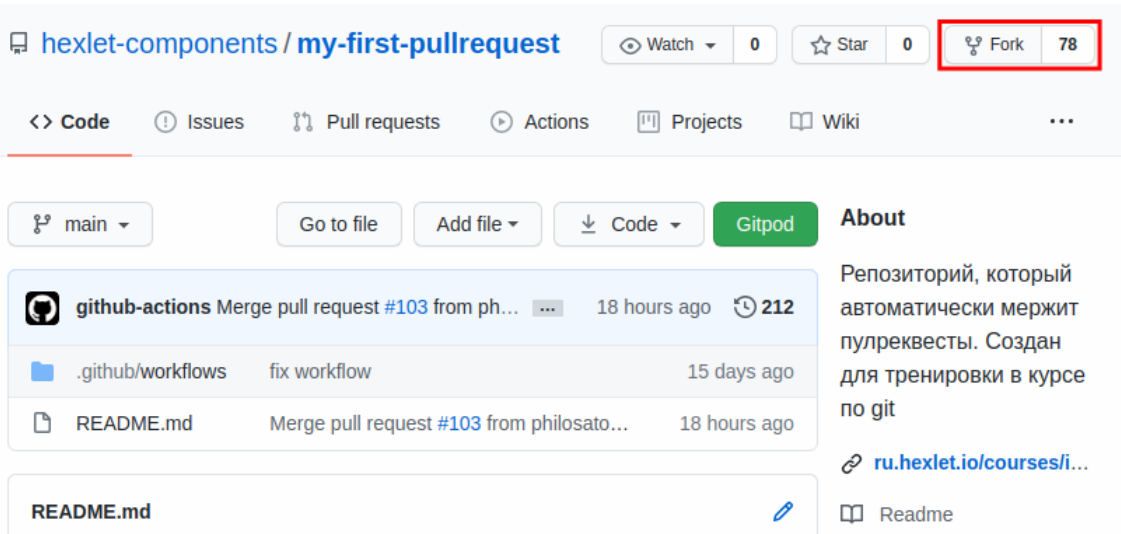 hexlet-components / my-first-pullrequest Watch 0 Star 0 Fork 78
Code Issues Pull requests Actions Projects Wiki ...
main Go to file Add file Code Gitpod
About
Репозиторий, который
автоматически мержит
пулреквесты. Создан
для тренировки в курсе
по git
ru.hexlet.io/courses/i...
Readme
github-actions Merge pull request #103 from ph... ... 18 hours ago 212
.github/workflows fix workflow 15 days ago
README.md Merge pull request #103 from philosato... 18 hours ago
README.md